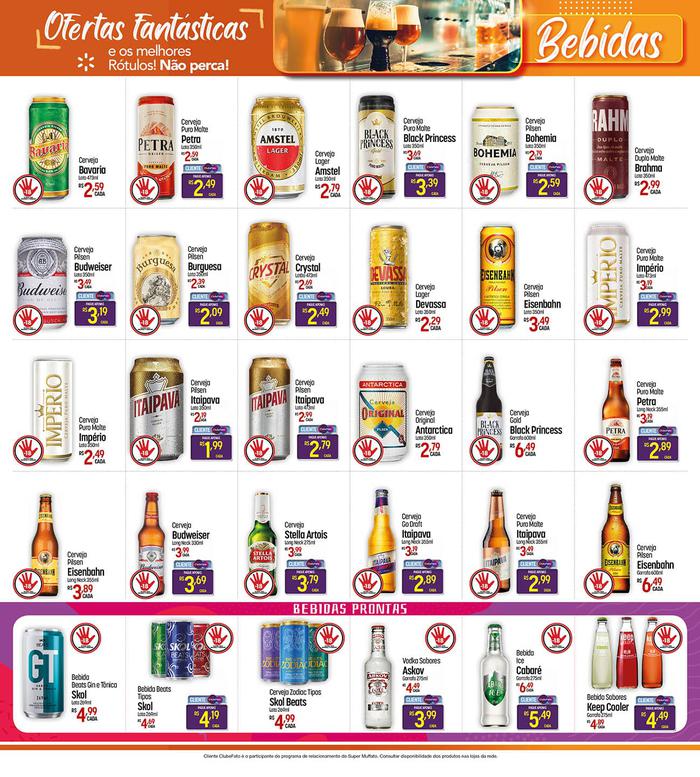 Ofertas Fantásticas
e os melhores
Rótulos! Não perca!
Bebidas
Cerveja
Bavaria
Lata 473ml
R$ 2,59
CADA
Cerveja
Puro Malte
Petra
Lata 350ml
CLIENTE
PAGUE APENAS
R$ 2,49
CADA
Cerveja
Lager
Amstel
Lata 350ml
R$ 2,79
CADA
Cerveja
Puro Malte
Black Princess
Lata 350ml
R$ 3,69
CADA
CLIENTE
PAGUE APENAS
R$ 3,39
CADA
Cerveja
Pilsen
Bohemia
Lata 350ml
CLIENTE
PAGUE APENAS
R$ 2,59
CADA
Cerveja
Duplo Malte
Brahma
Lata 350ml
R$ 2,99
CADA
Cerveja
Pilsen
Budweiser
Lata 350ml
R$ 3,49
CADA
CLIENTE
PAGUE APENAS
R$ 3,19
CADA
Cerveja
Pilsen
Burguesa
Lata 350ml
R$ 2,39
CADA
CLIENTE
PAGUE APENAS
R$ 2,09
CADA
Cerveja
Crystal
Lata 473ml
R$ 2,69
CADA
CLIENTE
PAGUE APENAS
R$ 2,49
CADA
Cerveja
Lager
Devassa
Lata 350ml
R$ 2,29
CADA
Cerveja
Pilsen
Eisenbahn
Lata 350ml
R$ 3,49
CADA
Cerveja
Puro Malte
Império
Lata 473ml
R$ 3,19
CADA
CLIENTE
PAGUE APENAS
R$ 2,99
CADA
Cerveja
Puro Malte
Império
Lata 350ml
R$ 2,49
CADA
Cerveja
Pilsen
Itaipava
Lata 350ml
R$ 2,19
CADA
CLIENTE
PAGUE APENAS
R$ 1,99
CADA
Cerveja
Pilsen
Itaipava
Lata 473ml
R$ 2,99
CADA
CLIENTE
PAGUE APENAS
R$ 2,79
CADA
Cerveja
Original
Antarctica
Lata 350ml
R$ 2,99
CADA
Cerveja
Gold
Black Princess
Garrafa 600ml
R$ 6,49
CADA
Cerveja
Puro Malte
Petra
Long Neck 355ml
R$ 3,19
CADA
CLIENTE
PAGUE APENAS
R$ 2,89
CADA
Cerveja
Pilsen
Eisenbahn
Long Neck 355ml
R$ 3,89
CADA
Cerveja
Budweiser
Long Neck 330ml
R$ 3,99
CADA
CLIENTE
PAGUE APENAS
R$ 3,69
CADA
Cerveja
Stella Artois
Long Neck 275ml
R$ 3,99
CADA
CLIENTE
PAGUE APENAS
R$ 3,79
CADA
Cerveja
Go Draft
Itaipava
Long Neck 355ml
CLIENTE
PAGUE APENAS
R$ 2,89
CADA
Cerveja
Puro Malte
Itaipava
Long Neck 355ml
CLIENTE
PAGUE APENAS
R$ 2,99
CADA
Cerveja
Pilsen
Eisenbahn
Garrafa 600ml
R$ 6,49
CADA
BEBIDAS PRONTAS
Bebida
Beats Gin e Tônica
Skol
Lata 269ml
R$ 4,99
CADA
Bebida Beats
Tipos
Skol
Lata 269ml
R$ 4,69
CADA
CLIENTE
PAGUE APENAS
R$ 4,19
CADA
Cerveja Zodiac Tipos
Skol Beats
Lata 269ml
R$ 4,99
CADA
Vodka Sabores
Askov
Garrafa 275ml
CLIENTE
PAGUE APENAS
R$ 3,99
CADA
Bebida
Ice
Cabaré
Garrafa 275ml
CLIENTE
PAGUE APENAS
R$ 5,49
CADA
Bebida Sabores
Keep Cooler
Garrafa 275ml
R$ 4,89
CADA
CLIENTE
PAGUE APENAS
R$ 4,49
CADA
Cliente ClubeFato é o participante do programa de relacionamento do Super Muffato. Consultar disponibilidade dos produtos nas lojas da rede.